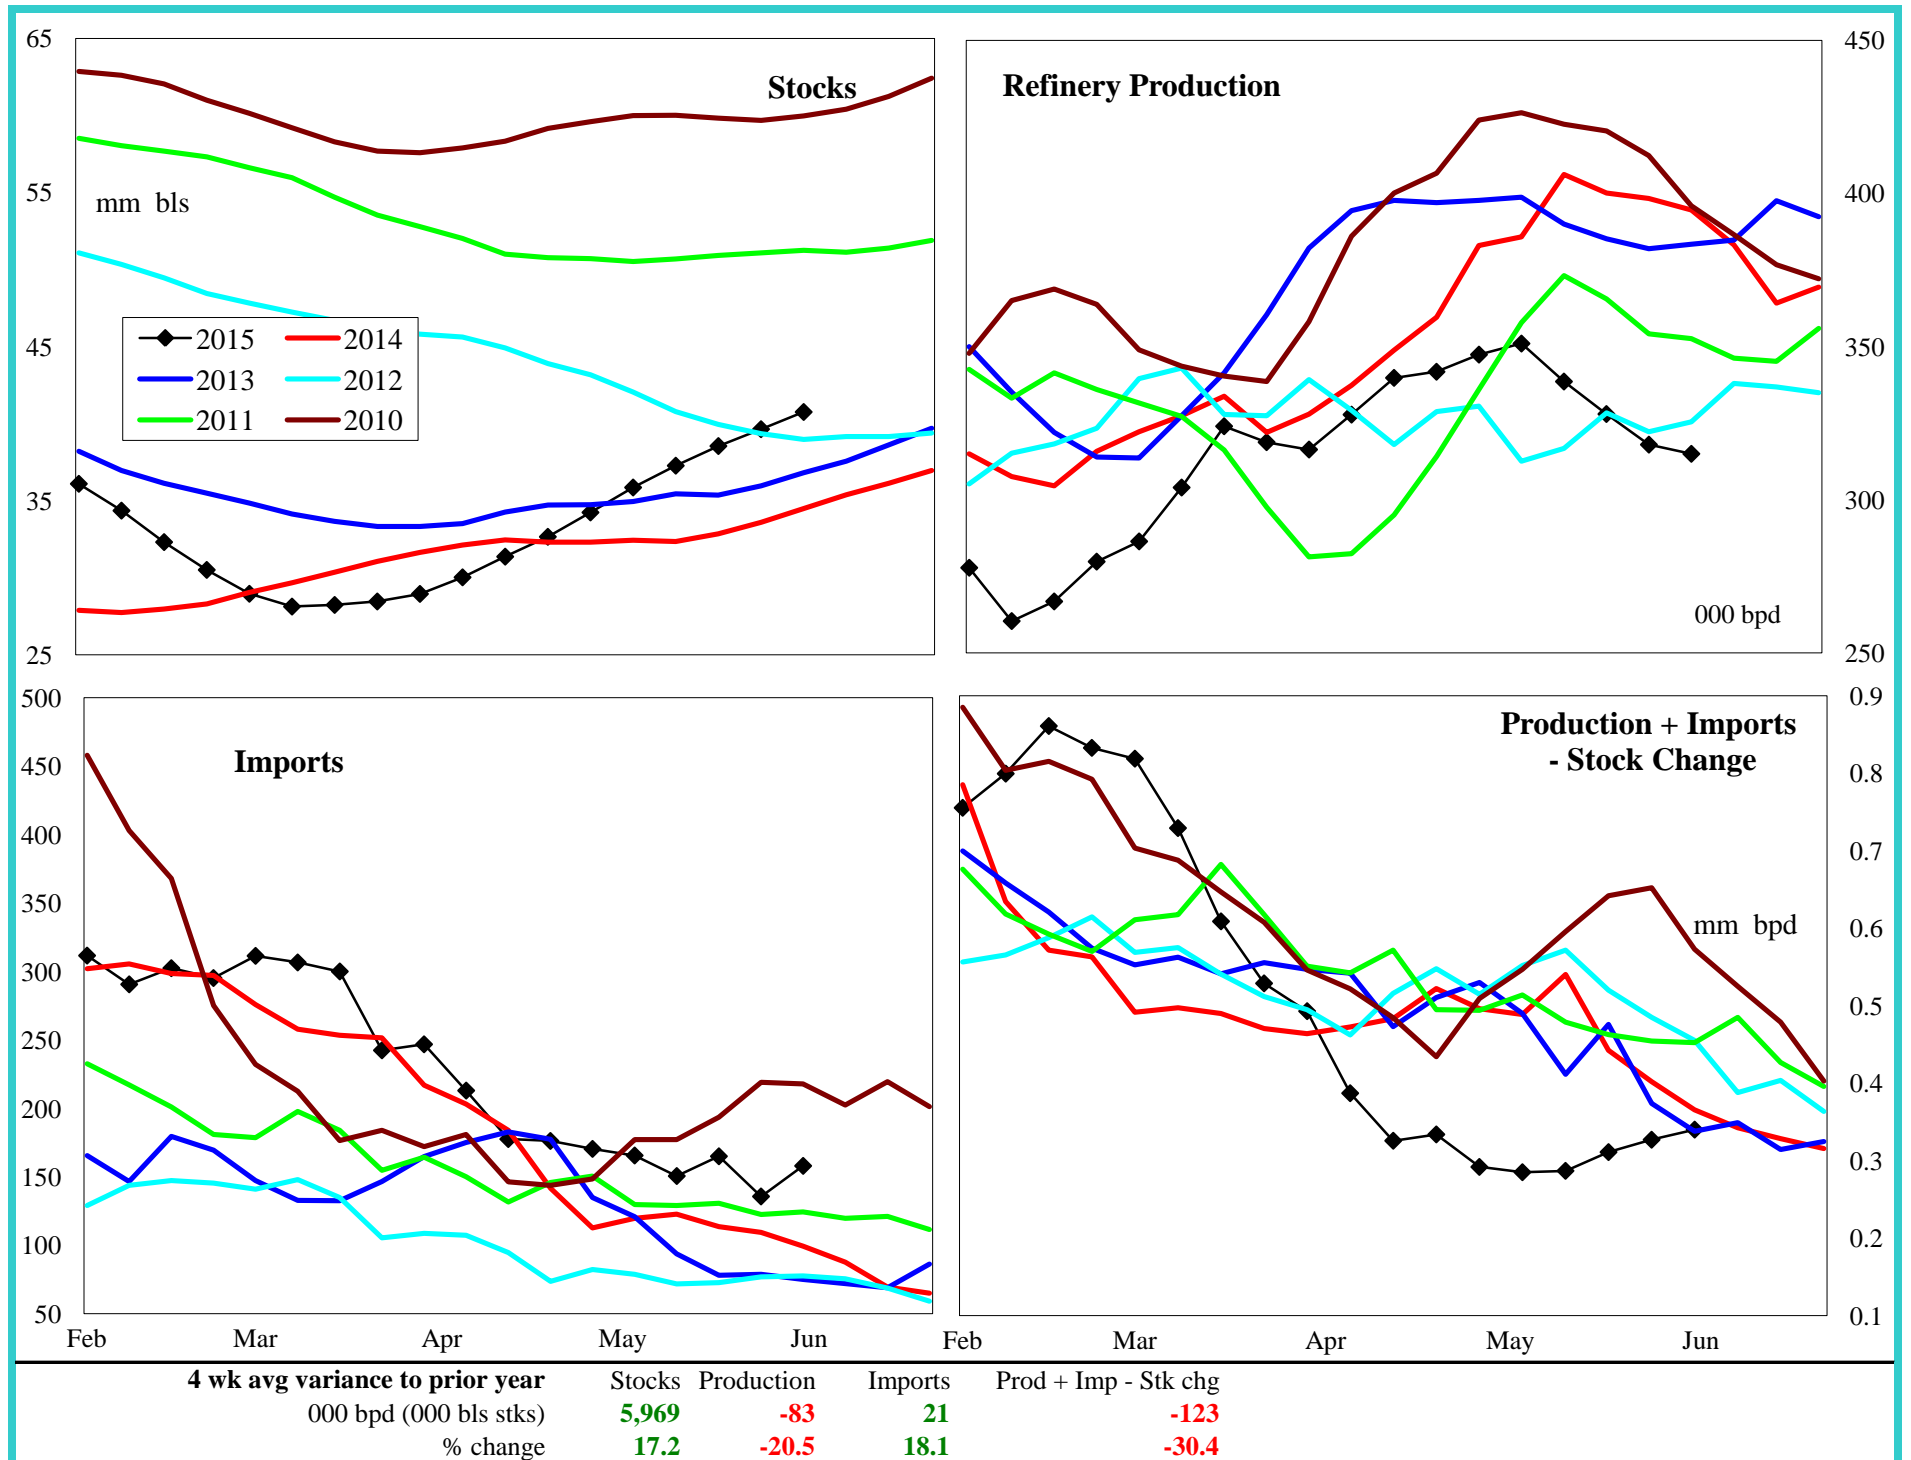 65
55
45
35
25
Stocks
mm bls
2015
2014
2013
2012
2011
2010
450
400
350
300
250
Refinery Production
000 bpd
500
450
400
350
300
250
200
150
100
50
Imports
Feb Mar Apr May Jun
0.9
0.8
0.7
0.6
0.5
0.4
0.3
0.2
0.1
Production + Imports
- Stock Change
mm bpd
Feb Mar Apr May Jun
4 wk avg variance to prior year Stocks Production Imports Prod + Imp - Stk chg
000 bpd (000 bls stks) 5,969 -83 21 -123
% change 17.2 -20.5 18.1 -30.4